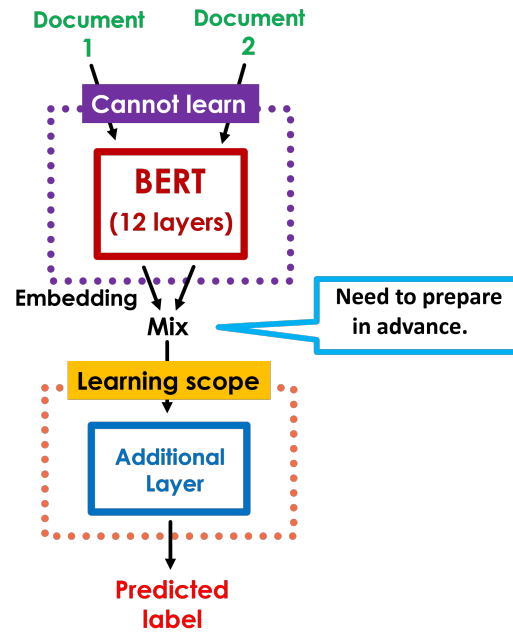 Document
1
Document
2
Cannot learn
BERT
(12 layers)
Embedding
Mix
Need to prepare
in advance.
Learning scope
Additional
Layer
Predicted
label